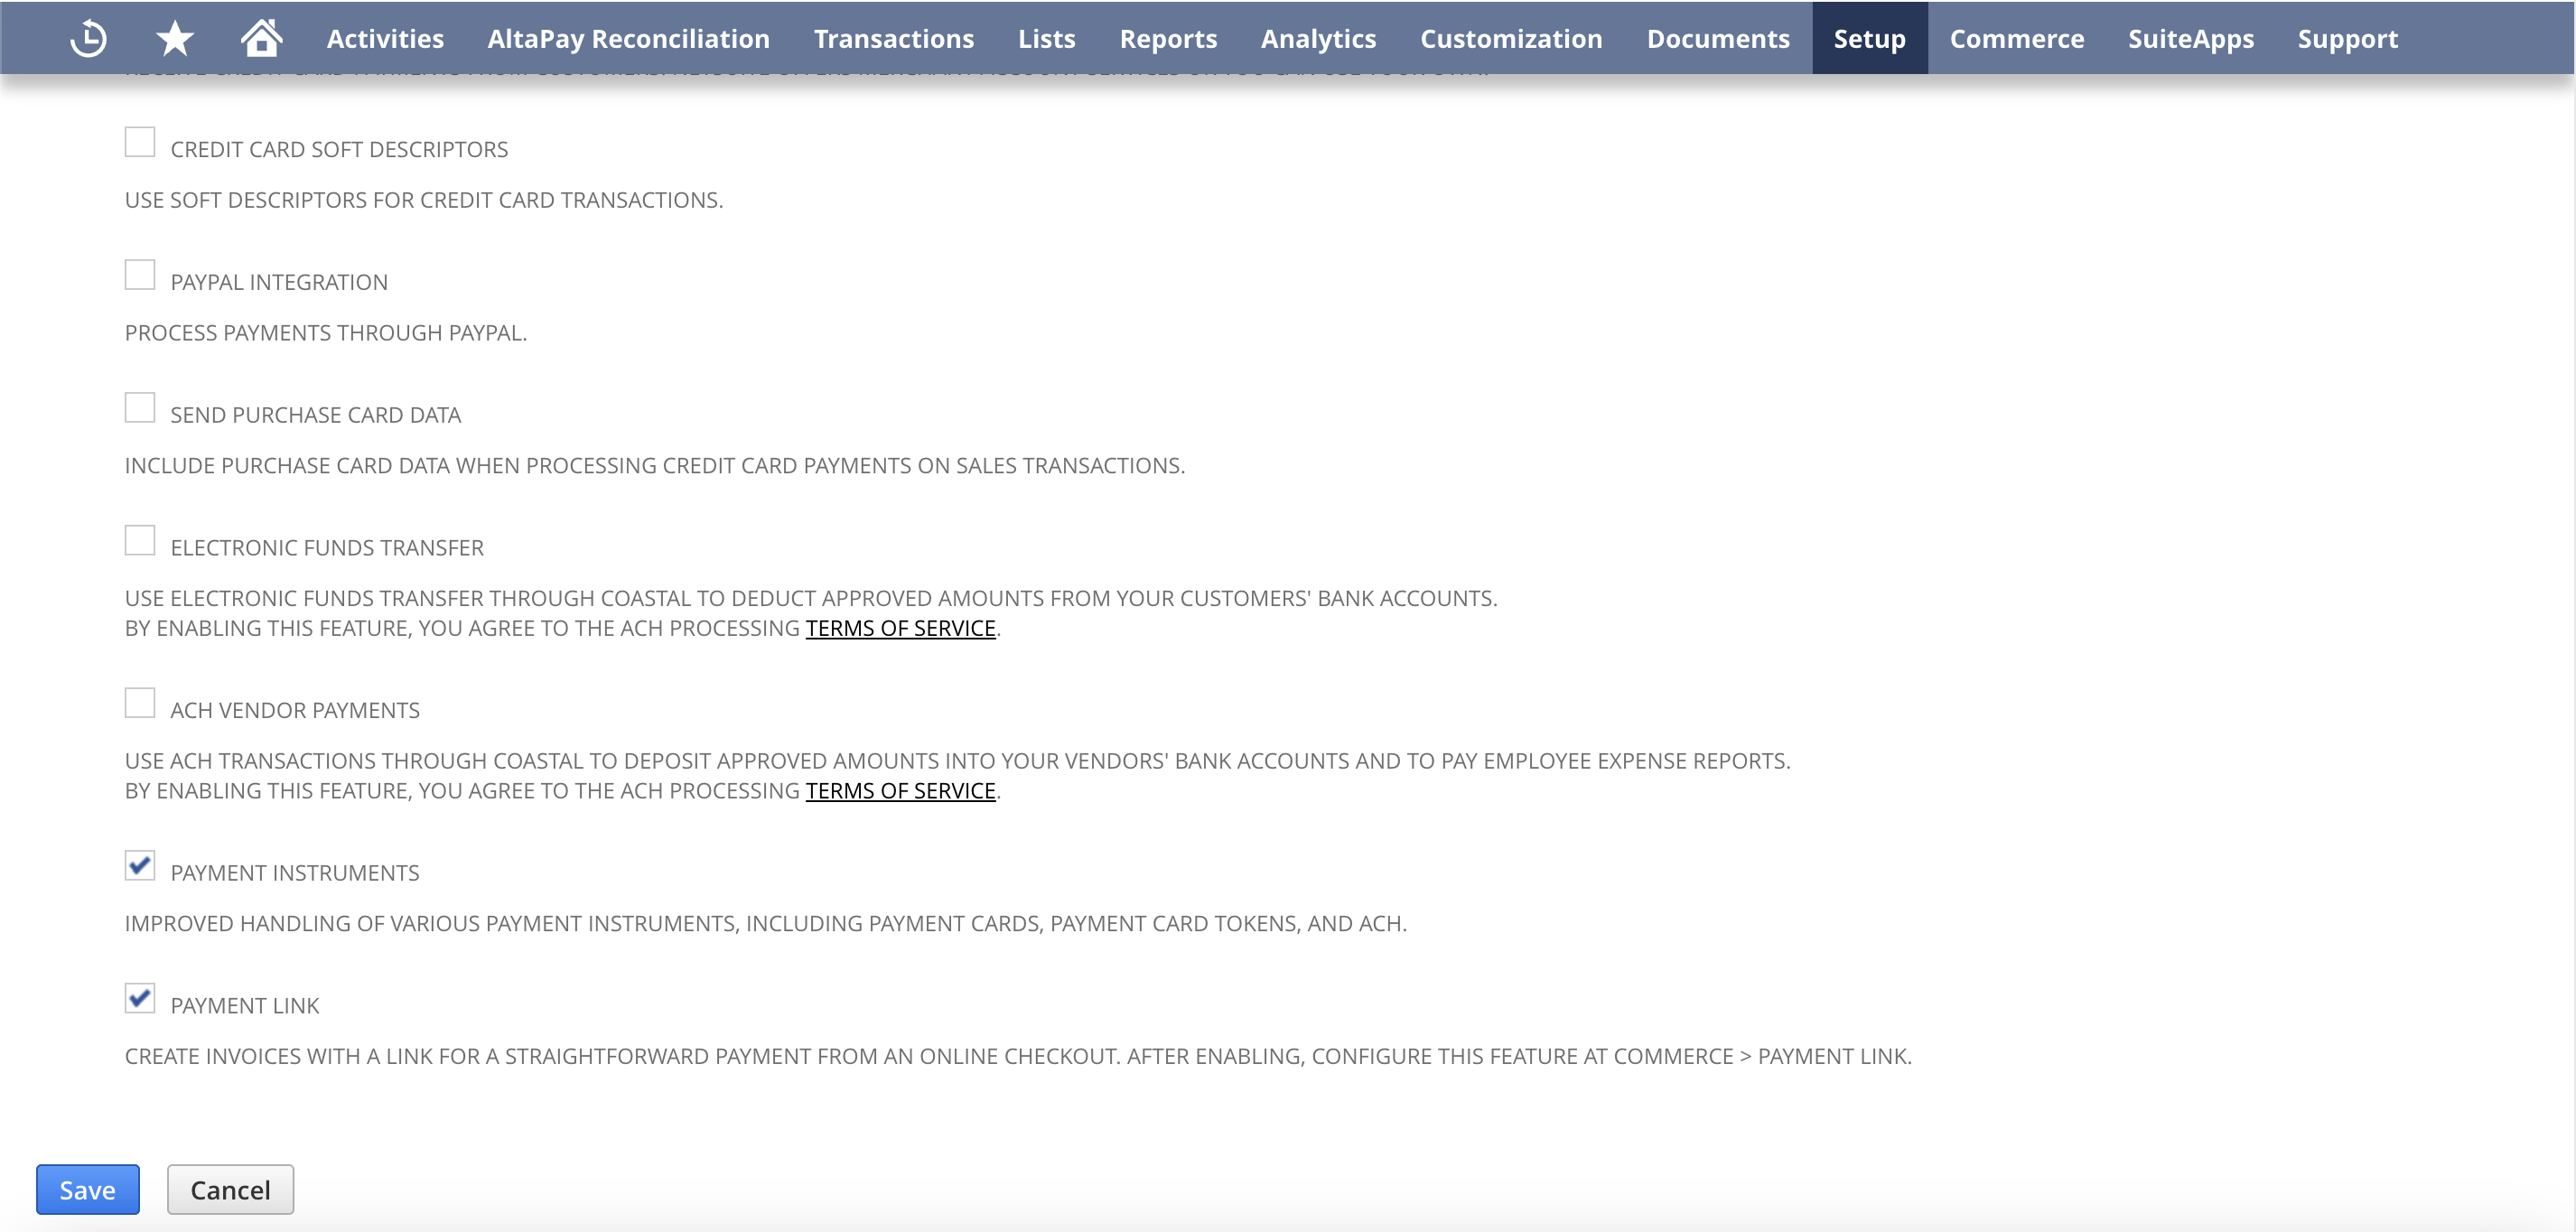 Activities AltaPay Reconciliation Transactions Lists Reports Analytics Customization Documents Setup Commerce SuiteApps Support
CREDIT CARD SOFT DESCRIPTORS
USE SOFT DESCRIPTORS FOR CREDIT CARD TRANSACTIONS.
PAYPAL INTEGRATION
PROCESS PAYMENTS THROUGH PAYPAL.
SEND PURCHASE CARD DATA
INCLUDE PURCHASE CARD DATA WHEN PROCESSING CREDIT CARD PAYMENTS ON SALES TRANSACTIONS.
ELECTRONIC FUNDS TRANSFER
USE ELECTRONIC FUNDS TRANSFER THROUGH COASTAL TO DEDUCT APPROVED AMOUNTS FROM YOUR CUSTOMERS' BANK ACCOUNTS.
BY ENABLING THIS FEATURE, YOU AGREE TO THE ACH PROCESSING TERMS OF SERVICE.
ACH VENDOR PAYMENTS
USE ACH TRANSACTIONS THROUGH COASTAL TO DEPOSIT APPROVED AMOUNTS INTO YOUR VENDORS' BANK ACCOUNTS AND TO PAY EMPLOYEE EXPENSE REPORTS.
BY ENABLING THIS FEATURE, YOU AGREE TO THE ACH PROCESSING TERMS OF SERVICE.
PAYMENT INSTRUMENTS
IMPROVED HANDLING OF VARIOUS PAYMENT INSTRUMENTS, INCLUDING PAYMENT CARDS, PAYMENT CARD TOKENS, AND ACH.
PAYMENT LINK
CREATE INVOICES WITH A LINK FOR A STRAIGHTFORWARD PAYMENT FROM AN ONLINE CHECKOUT. AFTER ENABLING, CONFIGURE THIS FEATURE AT COMMERCE > PAYMENT LINK.
Save Cancel